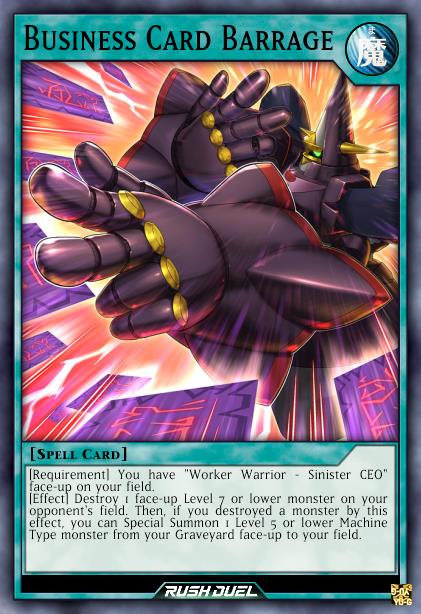 Business Card Barrage
ま
魔
[Spell Card]
[Requirement] You have "Worker Warrior - Sinister CEO"
face-up on your field.
[Effect] Destroy 1 face-up Level 7 or lower monster on your
opponent's field. Then, if you destroyed a monster by this
effect, you can Special Summon 1 Level 5 or lower Machine
Type monster from your Graveyard face-up to your field.
RUSH DUEL